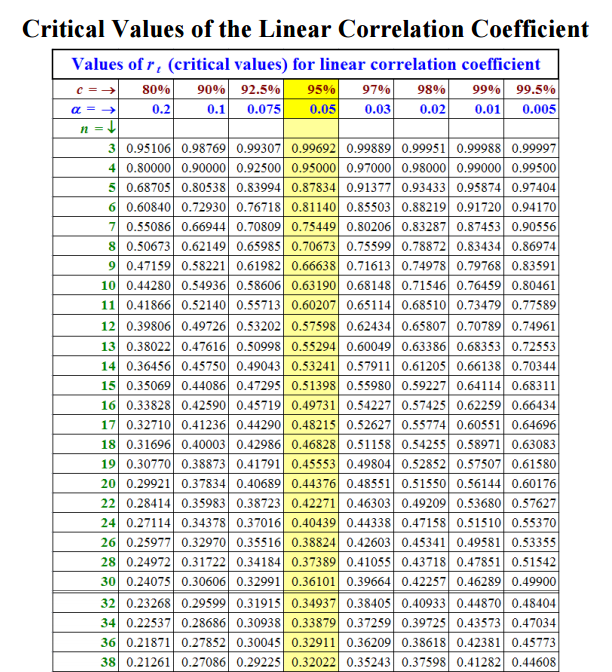 Critical Values of the Linear Correlation Coefficient
Values of r t (critical values) for linear correlation coefficient
c = → 80% 90% 92.5% 95% 97% 98% 99% 99.5%
α = → 0.2 0.1 0.075 0.05 0.03 0.02 0.01 0.005
n = ↓
3 0.95106 0.98769 0.99307 0.99692 0.99889 0.99951 0.99988 0.99997
4 0.80000 0.90000 0.92500 0.95000 0.97000 0.98000 0.99000 0.99500
5 0.68705 0.80538 0.83994 0.87834 0.91377 0.93433 0.95874 0.97404
6 0.60840 0.72930 0.76718 0.81140 0.85503 0.88219 0.91720 0.94170
7 0.55086 0.66944 0.70809 0.75449 0.80206 0.83287 0.87453 0.90556
8 0.50673 0.62149 0.65985 0.70673 0.75599 0.78872 0.83434 0.86974
9 0.47159 0.58221 0.61982 0.66638 0.71613 0.74978 0.79768 0.83591
10 0.44280 0.54936 0.58606 0.63190 0.68148 0.71546 0.76459 0.80461
11 0.41866 0.52140 0.55713 0.60207 0.65114 0.68510 0.73479 0.77589
12 0.39806 0.49726 0.53202 0.57598 0.62434 0.65807 0.70789 0.74961
13 0.38022 0.47616 0.50998 0.55294 0.60049 0.63386 0.68353 0.72553
14 0.36456 0.45750 0.49043 0.53241 0.57911 0.61205 0.66138 0.70344
15 0.35069 0.44086 0.47295 0.51398 0.55980 0.59227 0.64114 0.68311
16 0.33828 0.42590 0.45719 0.49731 0.54227 0.57425 0.62259 0.66434
17 0.32710 0.41236 0.44290 0.48215 0.52627 0.55774 0.60551 0.64696
18 0.31696 0.40003 0.42986 0.46828 0.51158 0.54255 0.58971 0.63083
19 0.30770 0.38873 0.41791 0.45553 0.49804 0.52852 0.57507 0.61580
20 0.29921 0.37834 0.40689 0.44376 0.48551 0.51550 0.56144 0.60176
22 0.28414 0.35983 0.38723 0.42271 0.46303 0.49209 0.53680 0.57627
24 0.27114 0.34378 0.37016 0.40439 0.44338 0.47158 0.51510 0.55370
26 0.25977 0.32970 0.35516 0.38824 0.42603 0.45341 0.49581 0.53355
28 0.24972 0.31722 0.34184 0.37389 0.41055 0.43718 0.47851 0.51542
30 0.24075 0.30606 0.32991 0.36101 0.39664 0.42257 0.46289 0.49900
32 0.23268 0.29599 0.31915 0.34937 0.38405 0.40933 0.44870 0.48404
34 0.22537 0.28686 0.30938 0.33879 0.37259 0.39725 0.43573 0.47034
36 0.21871 0.27852 0.30045 0.32911 0.36209 0.38618 0.42381 0.45773
38 0.21261 0.27086 0.29225 0.32022 0.35243 0.37598 0.41282 0.44608